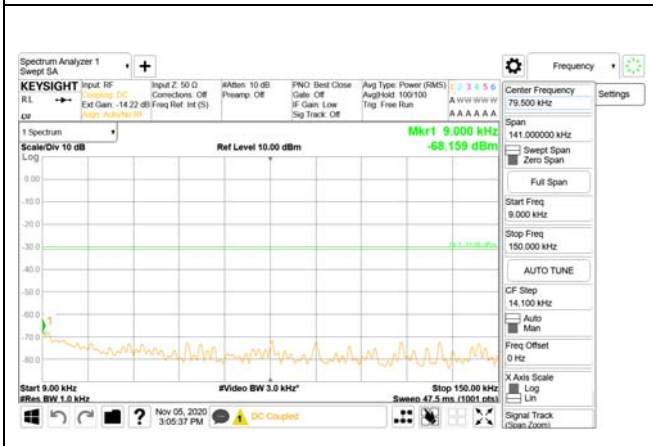 Spectrum Analyzer 1
Swept SA
+
Frequency
KEYSIGHT
RL
Input: RF
Coupling: DC
Ext Gain: -14.22 dB
Align: Auto/No RF
Input Z: 50 Ω
Corrections: Off
Freq Ref: Int (S)
#Atten: 10 dB
Preamp: Off
PNO: Best Close
Gate: Off
IF Gain: Low
Sig Track: Off
Avg Type: Power (RMS)
Avg|Hold: 100/100
Trig: Free Run
1 2 3 4 5 6
A W W W W W
A A A A A A
1 Spectrum
Scale/Div 10 dB
Log
Ref Level 10.00 dBm
Mkr1 9.000 kHz
-68.159 dBm
0.00
-10.0
-20.0
-30.0
-40.0
-50.0
-60.0
-70.0
-80.0
1
Start 9.00 kHz
#Res BW 1.0 kHz
#Video BW 3.0 kHz*
Stop 150.00 kHz
Sweep 47.5 ms (1001 pts)
Center Frequency
79.500 kHz
Settings
Span
141.000000 kHz
Swept Span
Zero Span
Full Span
Start Freq
9.000 kHz
Stop Freq
150.000 kHz
AUTO TUNE
CF Step
14.100 kHz
Auto
Man
Freq Offset
0 Hz
X Axis Scale
Log
Lin
Signal Track
(Span Zoom)
?
Nov 05, 2020
3:05:37 PM
DC Coupled